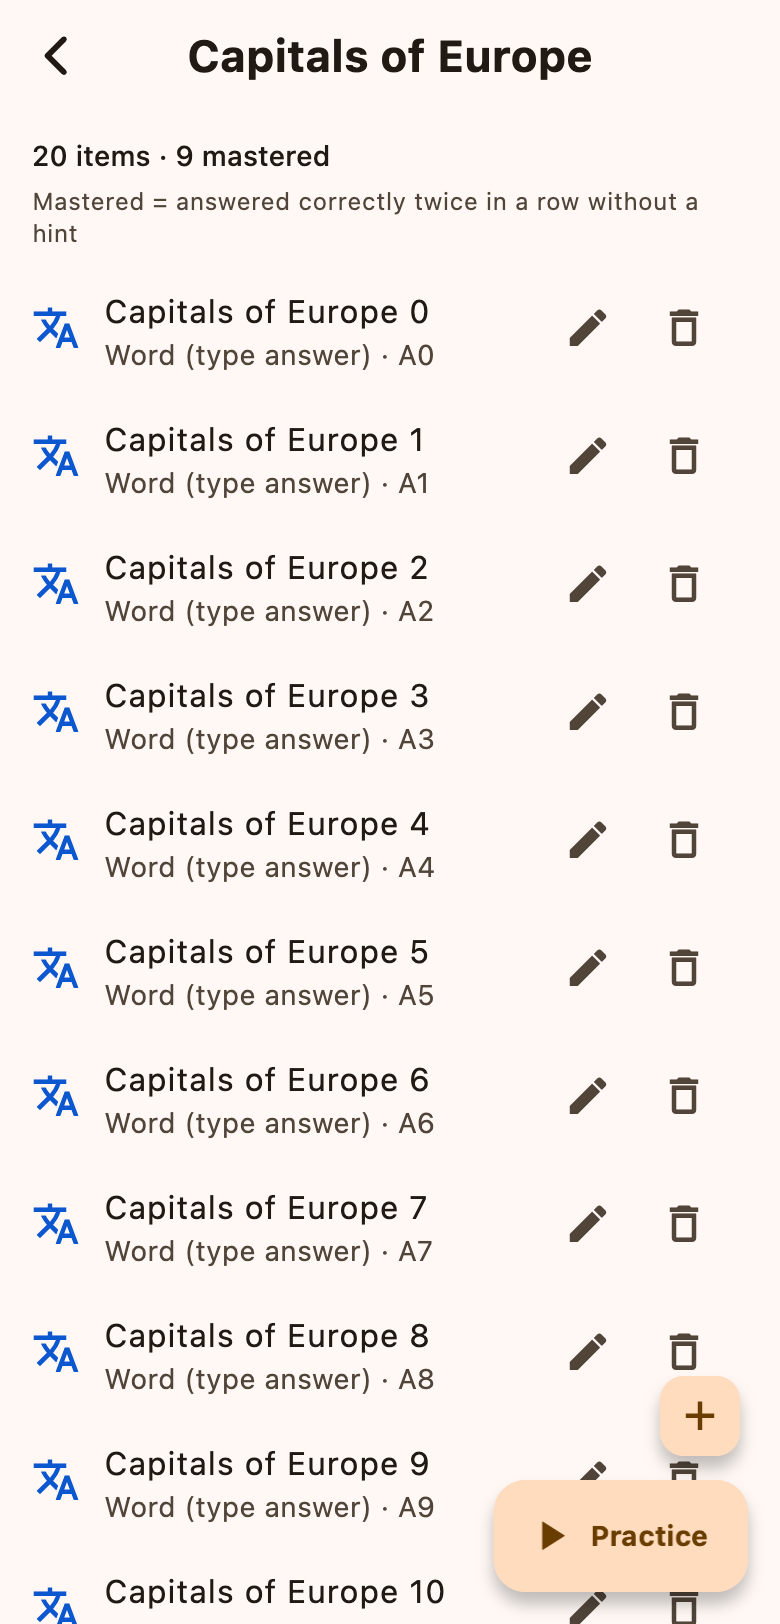 Capitals of Europe
20 items · 9 mastered
Mastered = answered correctly twice in a row without a
hint
Capitals of Europe 0
Word (type answer) · A0
Capitals of Europe 1
Word (type answer) · A1
Capitals of Europe 2
Word (type answer) · A2
Capitals of Europe 3
Word (type answer) · A3
Capitals of Europe 4
Word (type answer) · A4
Capitals of Europe 5
Word (type answer) · A5
Capitals of Europe 6
Word (type answer) · A6
Capitals of Europe 7
Word (type answer) · A7
Capitals of Europe 8
Word (type answer) · A8
Capitals of Europe 9
Word (type answer) · A9
Practice
Capitals of Europe 10